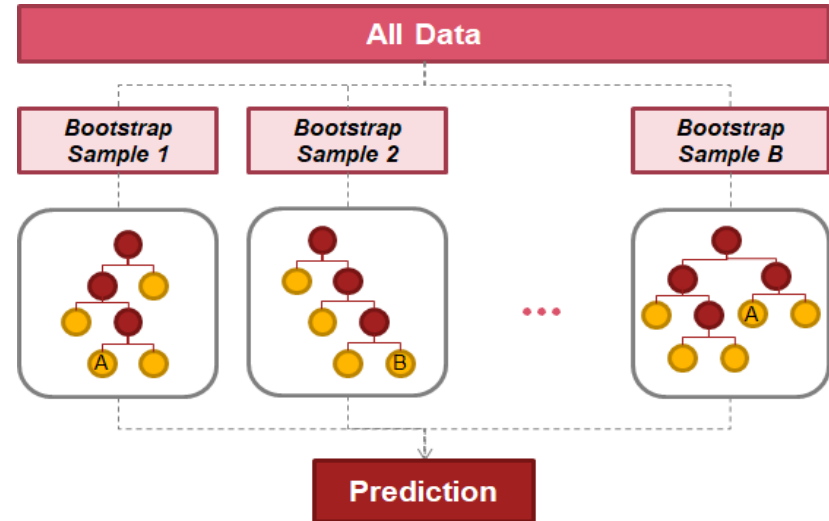 All Data
Bootstrap
Sample 1
Bootstrap
Sample 2
Bootstrap
Sample B
A
B
...
A
Prediction